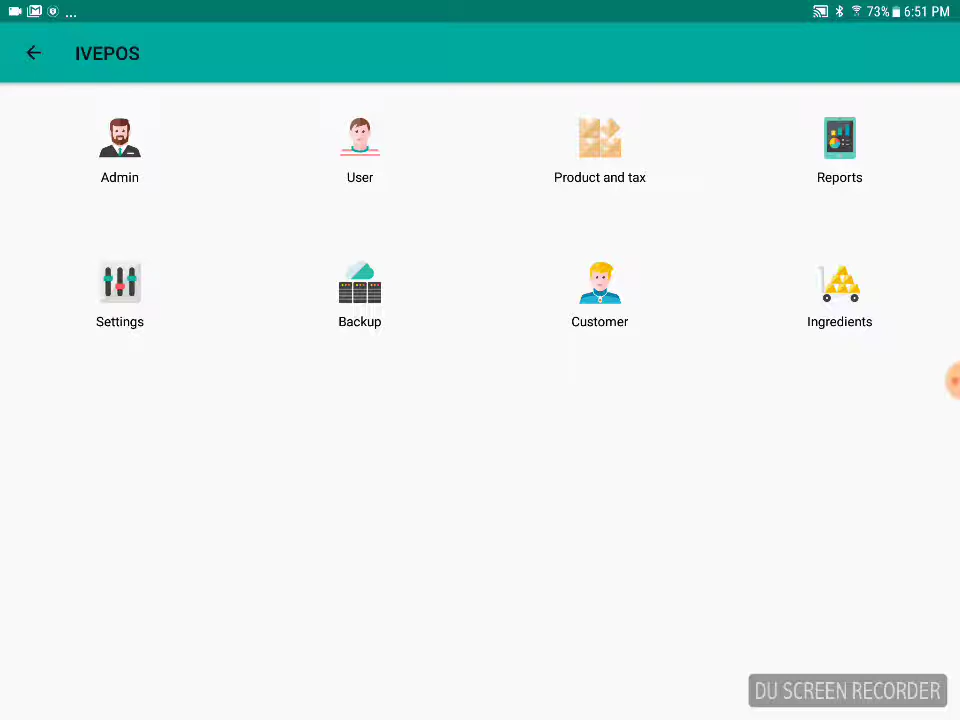 ... 73% 6:51 PM
IVEPOS
Admin User Product and tax Reports
Settings Backup Customer Ingredients
DU SCREEN RECORDER